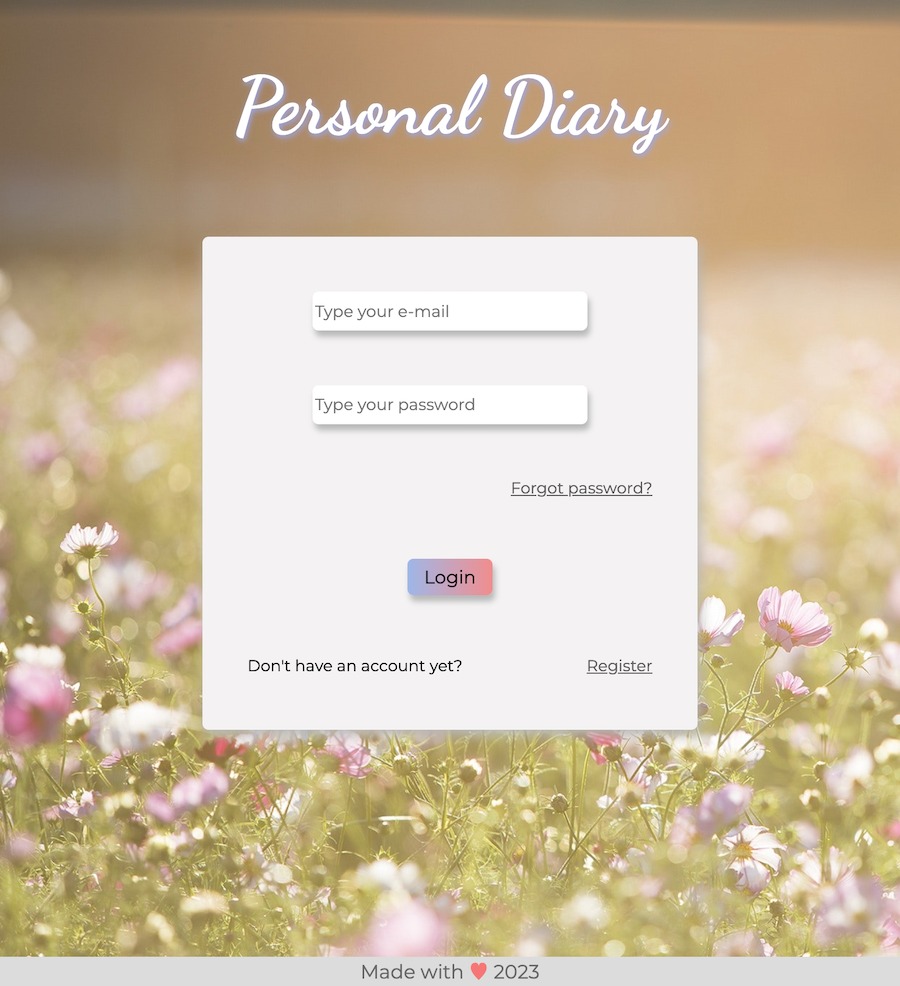 Personal Diary
Type your e-mail
Type your password
Forgot password?
Login
Don't have an account yet? Register
Made with ♥ 2023